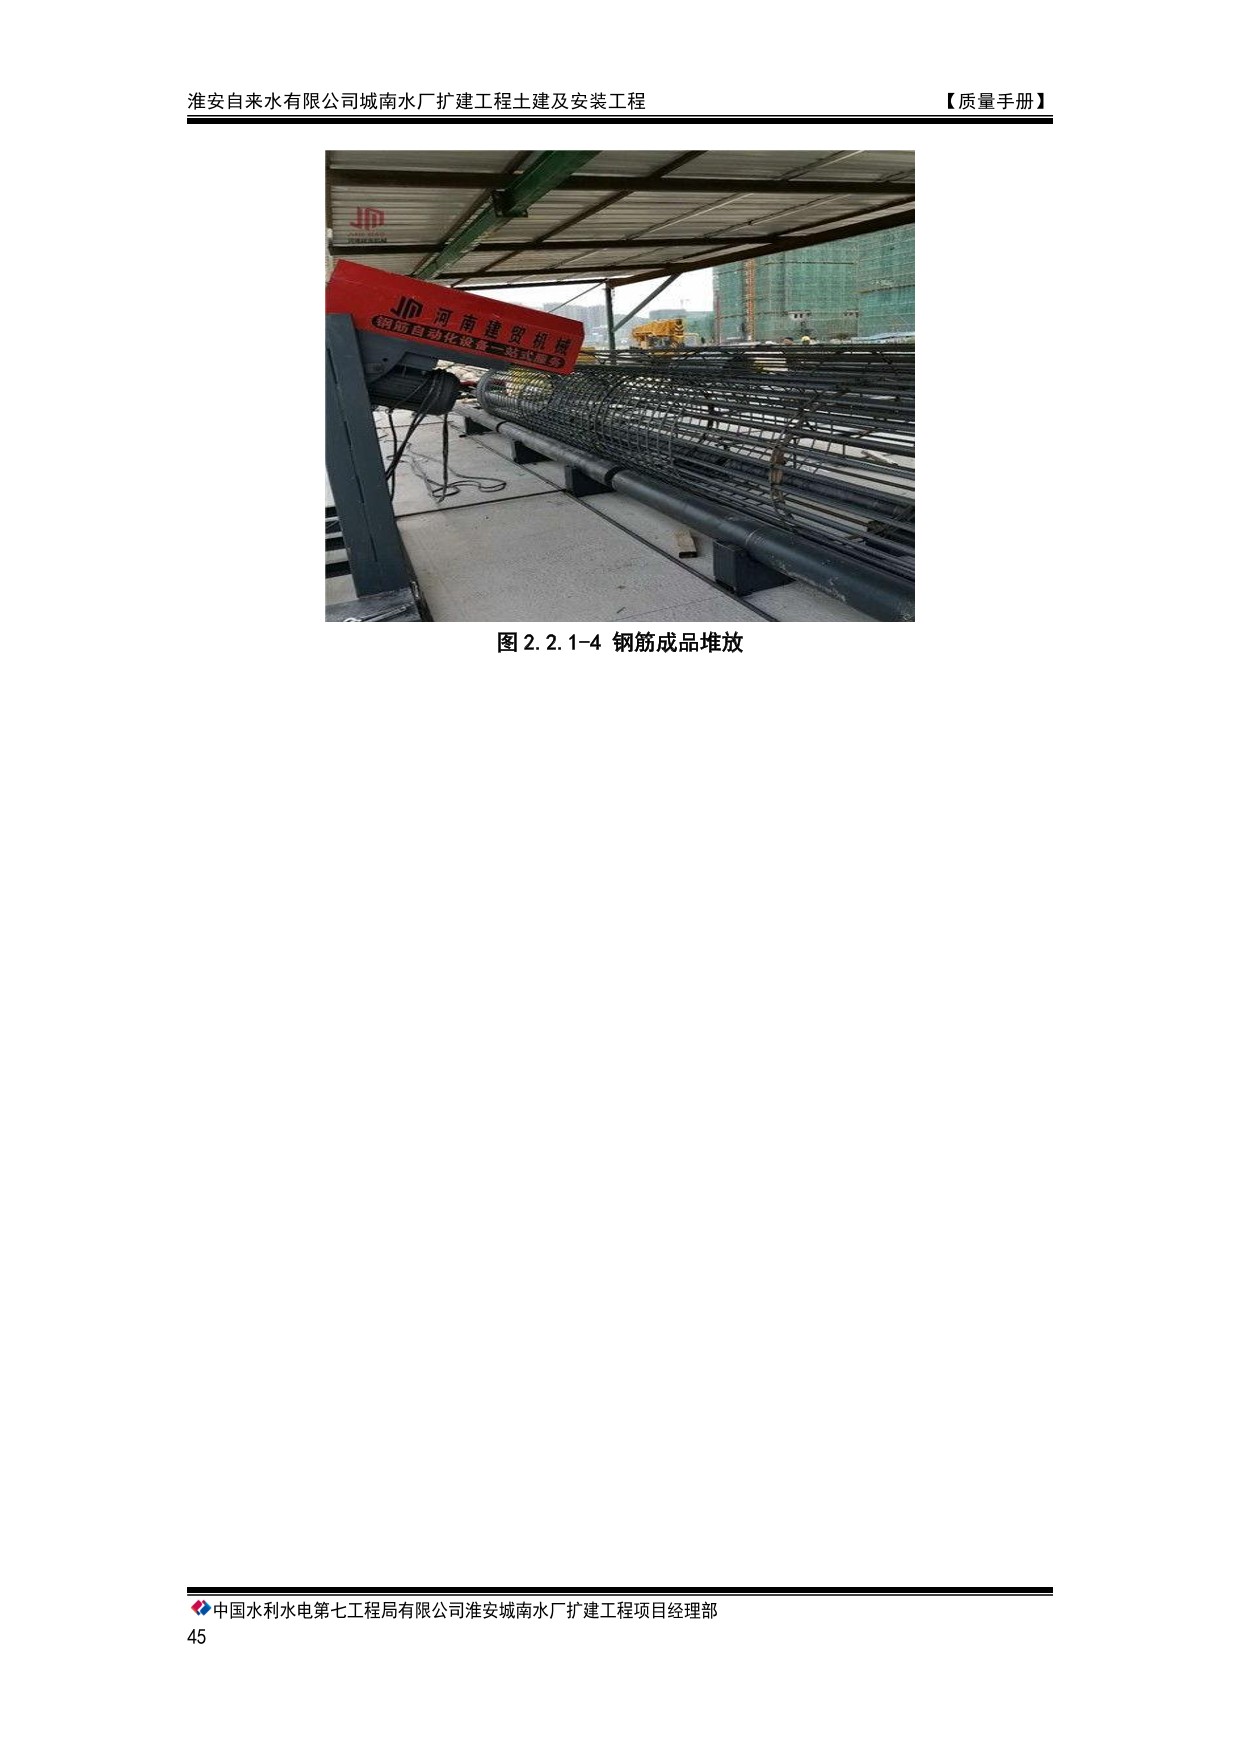 淮安自来水有限公司城南水厂扩建工程土建及安装工程 【质量手册】
JM
JM 河南建贸机械
钢筋自动化设备一站式服务
图 2.2.1-4 钢筋成品堆放
中国水利水电第七工程局有限公司淮安城南水厂扩建工程项目经理部
45